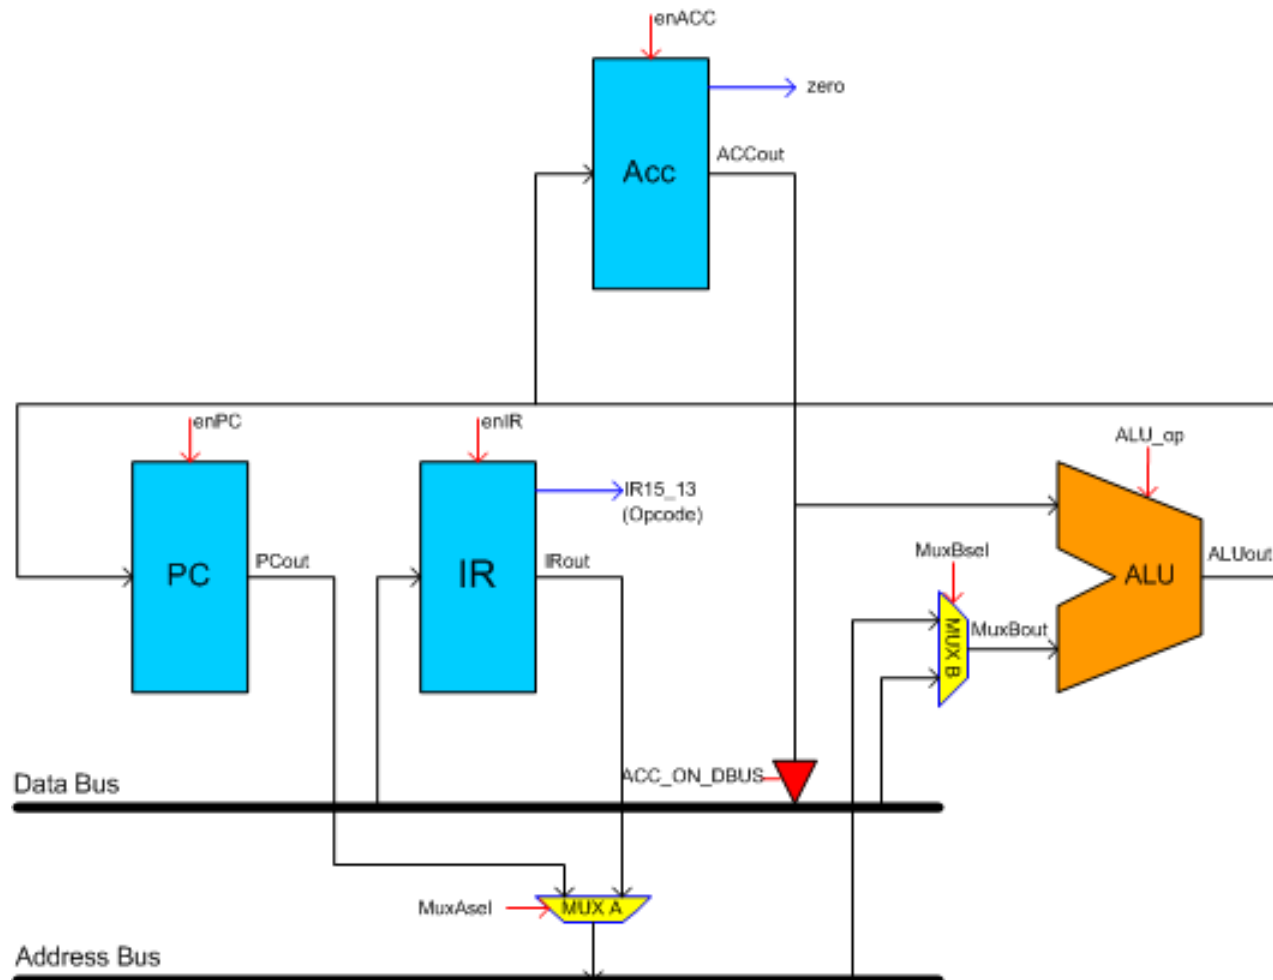 enACC
zero
ACCout
Acc
enPC
enIR
ALU_op
IR15_13
(Opcode)
PCout
IRout
MuxBsel
ALUout
PC
IR
ALU
MUX B
MuxBout
Data Bus
ACC_ON_DBUS
MuxAsel
MUX A
Address Bus